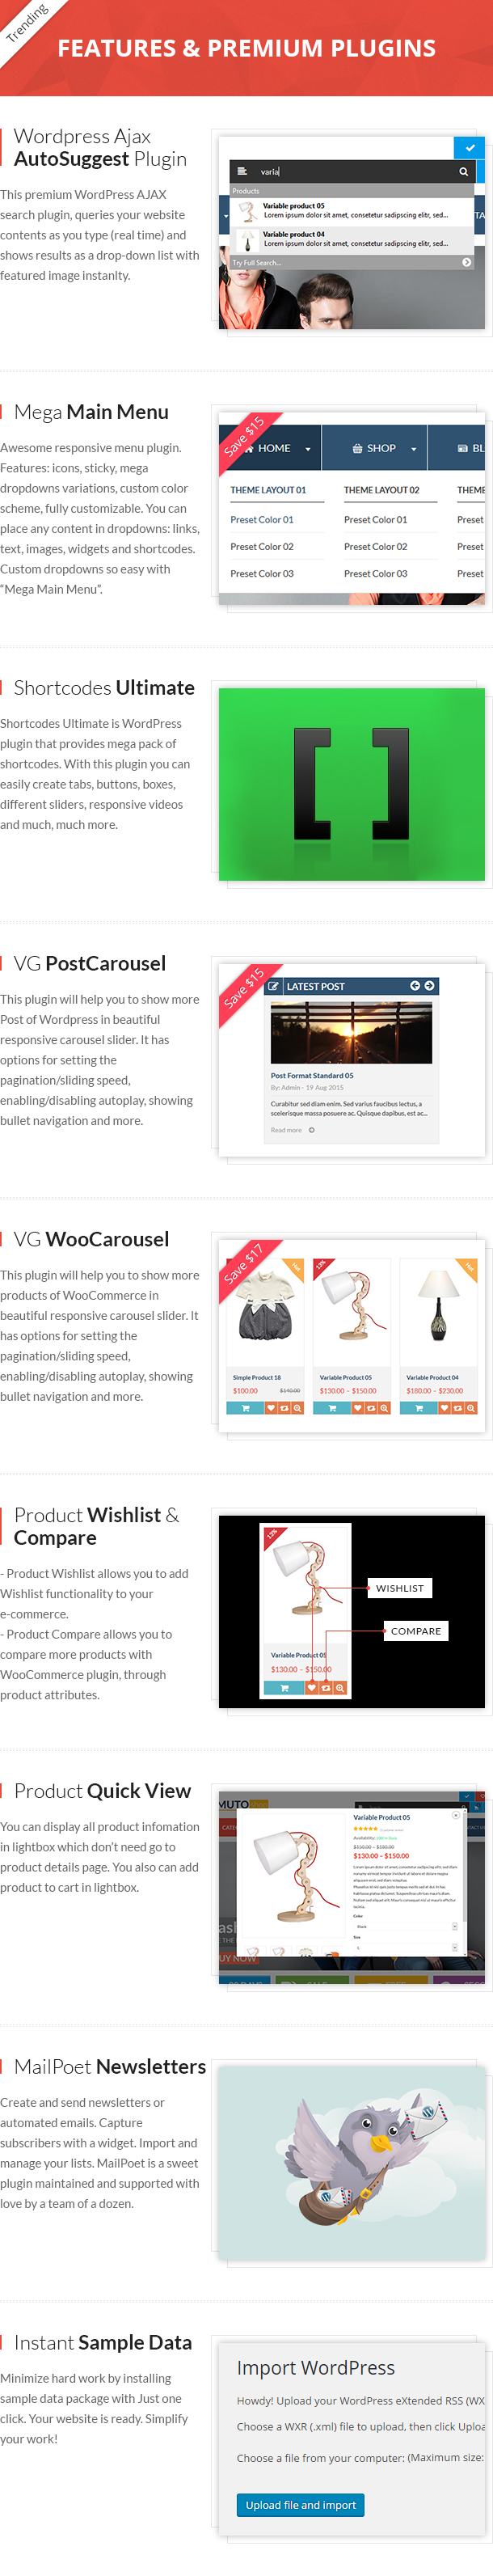 Trending
FEATURES & PREMIUM PLUGINS
Wordpress Ajax
AutoSuggest Plugin
This premium WordPress AJAX
search plugin, queries your website
contents as you type (real time) and
shows results as a drop-down list with
featured image instanlty.
varia
Products
Variable product 05
Lorem ipsum dolor sit amet, consetetur sadipscing elitr, sed...
Variable product 04
Lorem ipsum dolor sit amet, consetetur sadipscing elitr, sed...
Try Full Search...
TA
Mega Main Menu
Awesome responsive menu plugin.
Features: icons, sticky, mega
dropdowns variations, custom color
scheme, fully customizable. You can
place any content in dropdowns: links,
text, images, widgets and shortcodes.
Custom dropdowns so easy with
“Mega Main Menu”.
Save $15
HOME SHOP BL
THEME LAYOUT 01 THEME LAYOUT 02 THEME
Preset Color 01 Preset Color 01 Preset
Preset Color 02 Preset Color 02 Preset
Preset Color 03 Preset Color 03 Preset
Shortcodes Ultimate
Shortcodes Ultimate is WordPress
plugin that provides mega pack of
shortcodes. With this plugin you can
easily create tabs, buttons, boxes,
different sliders, responsive videos
and much, much more.
[ ]
VG PostCarousel
This plugin will help you to show more
Post of Wordpress in beautiful
responsive carousel slider. It has
options for setting the
pagination/sliding speed,
enabling/disabling autoplay, showing
bullet navigation and more.
Save $15
LATEST POST
Post Format Standard 05
By: Admin - 19 Aug 2015
Curabitur sed diam enim. Sed varius faucibus lectus, a
scelerisque massa posuere ac. Quisque dapibus, est ac...
Read more
VG WooCarousel
This plugin will help you to show more
products of WooCommerce in
beautiful responsive carousel slider. It
has options for setting the
pagination/sliding speed,
enabling/disabling autoplay, showing
bullet navigation and more.
Save $17
Hot 13% Hot
Simple Product 18 Variable Product 05 Variable Product 04
$100.00 $140.00 $130.00 – $150.00 $180.00 – $230.00
Product Wishlist &
Compare
- Product Wishlist allows you to add
Wishlist functionality to your
e-commerce.
- Product Compare allows you to
compare more products with
WooCommerce plugin, through
product attributes.
13%
WISHLIST
COMPARE
Variable Product 05
$130.00 – $150.00
Product Quick View
You can display all product infomation
in lightbox which don't need go to
product details page. You also can add
product to cart in lightbox.
MUTO
Variable Product 05
$130.00 – $150.00
Color
Black
Size
L
BUY NOW
MailPoet Newsletters
Create and send newsletters or
automated emails. Capture
subscribers with a widget. Import and
manage your lists. MailPoet is a sweet
plugin maintained and supported with
love by a team of a dozen.
Instant Sample Data
Minimize hard work by installing
sample data package with Just one
click. Your website is ready. Simplify
your work!
Import WordPress
Howdy! Upload your WordPress eXtended RSS (WX
Choose a WXR (.xml) file to upload, then click Uploa
Choose a file from your computer: (Maximum size:
Upload file and import